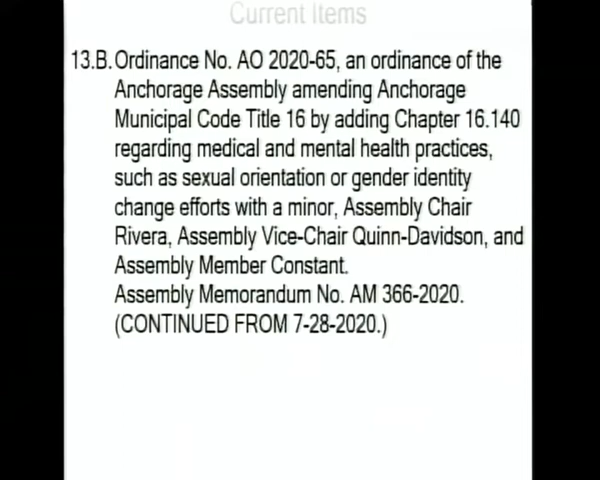 Current Items
13.B. Ordinance No. AO 2020-65, an ordinance of the
Anchorage Assembly amending Anchorage
Municipal Code Title 16 by adding Chapter 16.140
regarding medical and mental health practices,
such as sexual orientation or gender identity
change efforts with a minor, Assembly Chair
Rivera, Assembly Vice-Chair Quinn-Davidson, and
Assembly Member Constant.
Assembly Memorandum No. AM 366-2020.
(CONTINUED FROM 7-28-2020.)